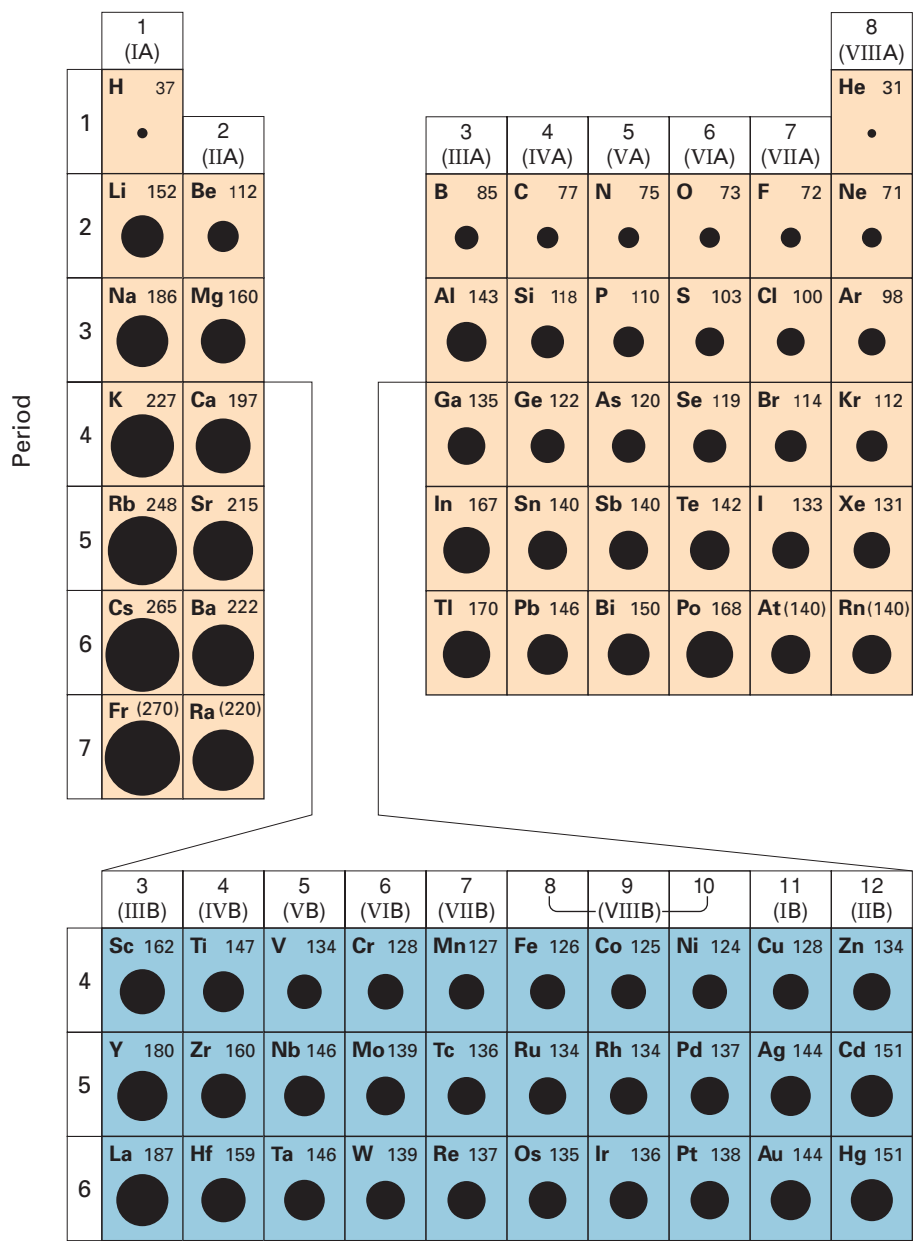 1
(IA)
8
(VIIIA)
H 37
He 31
1
2
(IIA)
3
(IIIA)
4
(IVA)
5
(VA)
6
(VIA)
7
(VIIA)
Li 152 Be 112 B 85 C 77 N 75 O 73 F 72 Ne 71
2
Na 186 Mg 160 Al 143 Si 118 P 110 S 103 Cl 100 Ar 98
3
Period
K 227 Ca 197 Ga 135 Ge 122 As 120 Se 119 Br 114 Kr 112
4
Rb 248 Sr 215 In 167 Sn 140 Sb 140 Te 142 I 133 Xe 131
5
Cs 265 Ba 222 Tl 170 Pb 146 Bi 150 Po 168 At (140) Rn (140)
6
Fr (270) Ra (220)
7
3
(IIIB)
4
(IVB)
5
(VB)
6
(VIB)
7
(VIIB)
8 9 10
(VIIIB)
11
(IB)
12
(IIB)
Sc 162 Ti 147 V 134 Cr 128 Mn 127 Fe 126 Co 125 Ni 124 Cu 128 Zn 134
4
Y 180 Zr 160 Nb 146 Mo 139 Tc 136 Ru 134 Rh 134 Pd 137 Ag 144 Cd 151
5
La 187 Hf 159 Ta 146 W 139 Re 137 Os 135 Ir 136 Pt 138 Au 144 Hg 151
6